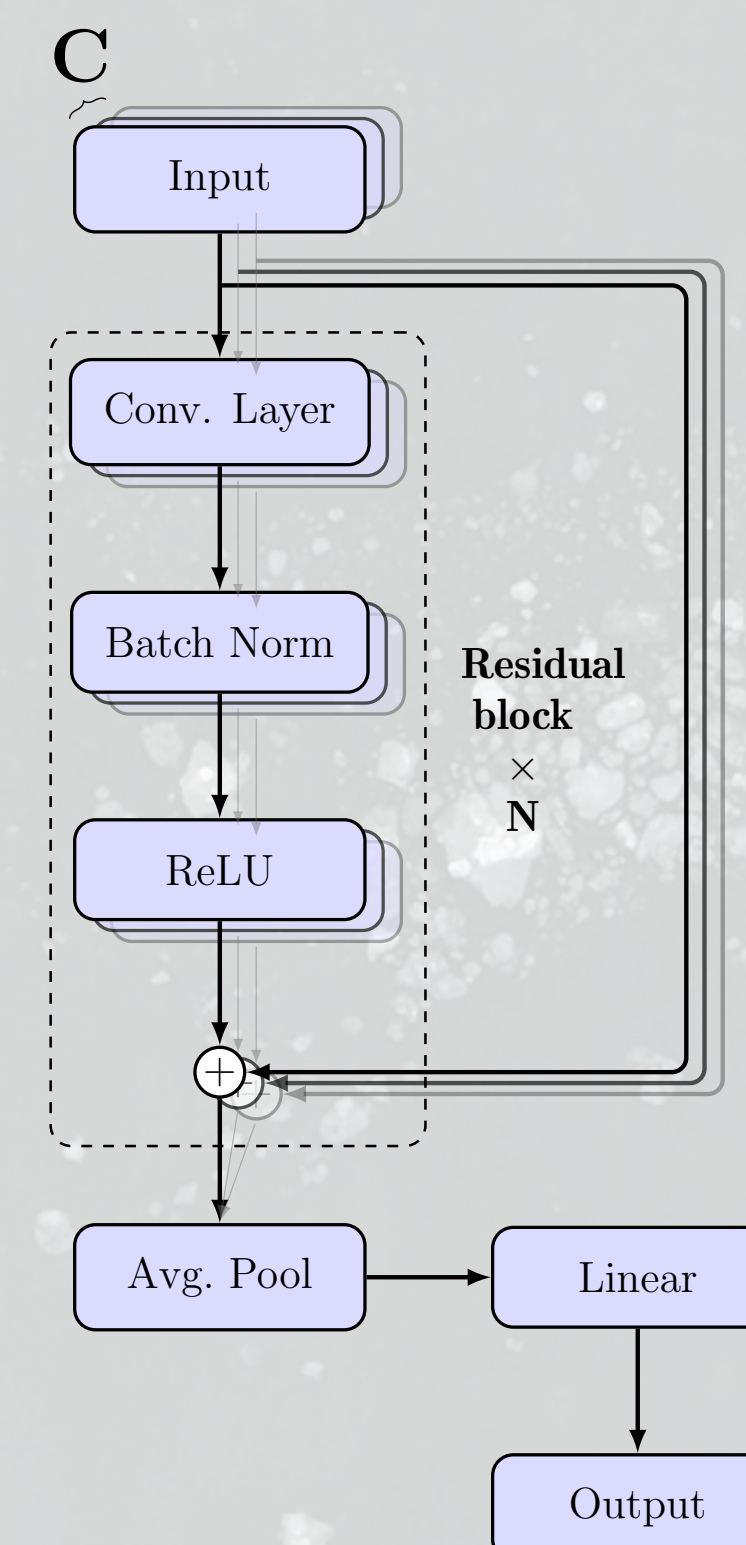 C
Input
Conv. Layer
Batch Norm
Residual
block
×
N
ReLU
+
Avg. Pool
Linear
Output